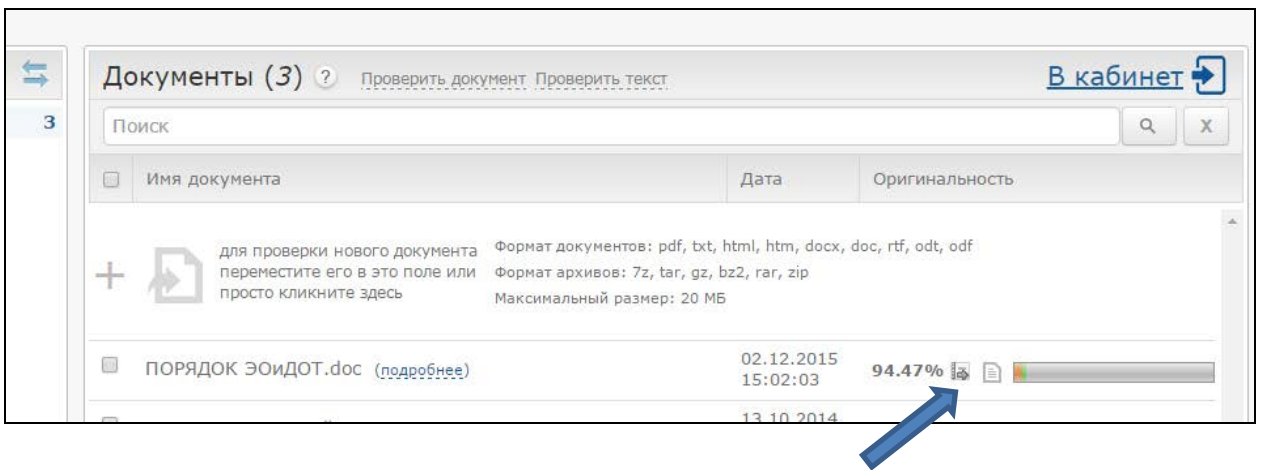 Документы (3) ? Проверить документ Проверить текст В кабинет
3
Поиск X
Имя документа Дата Оригинальность
для проверки нового документа
переместите его в это поле или
просто кликните здесь
Формат документов: pdf, txt, html, htm, docx, doc, rtf, odt, odf
Формат архивов: 7z, tar, gz, bz2, rar, zip
Максимальный размер: 20 МБ
ПОРЯДОК ЭОиДОТ.doc (подробнее) 02.12.2015
15:02:03 94.47%
13.10.2014